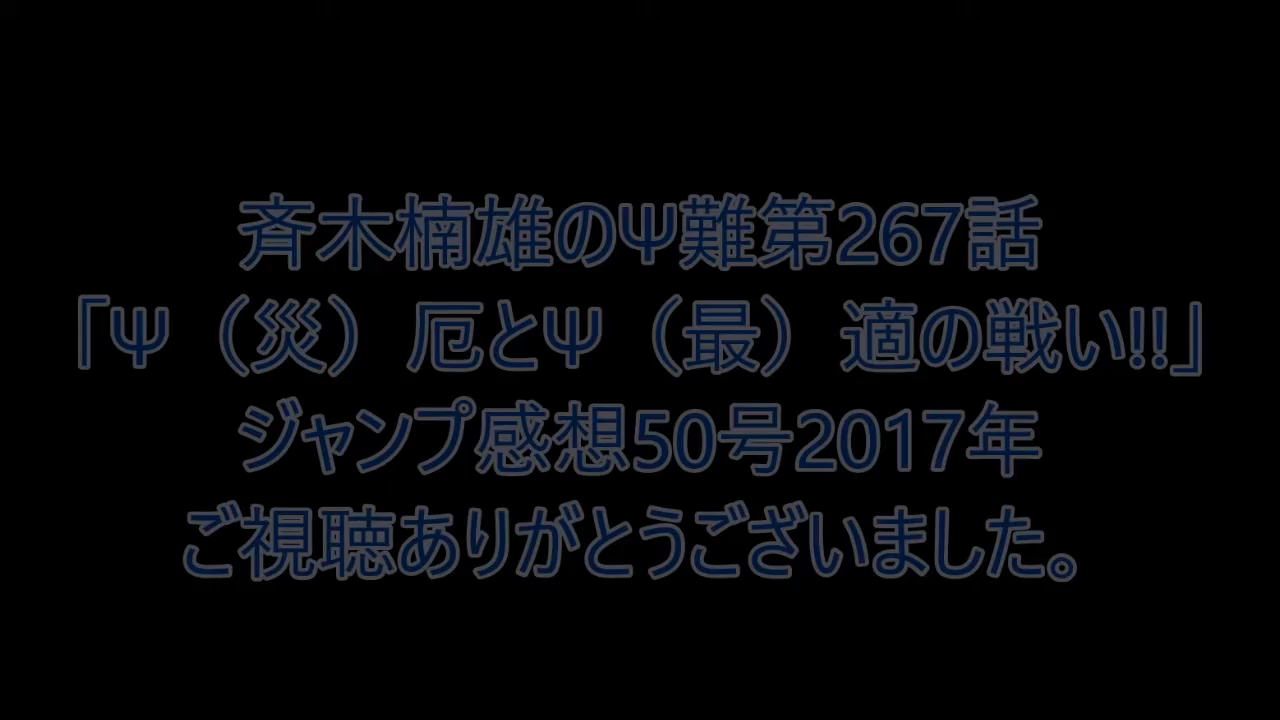 斉木楠雄のΨ難第267話
「Ψ（災）厄とΨ（最）適の戦い!!」
ジャンプ感想50号2017年
ご視聴ありがとうございました。